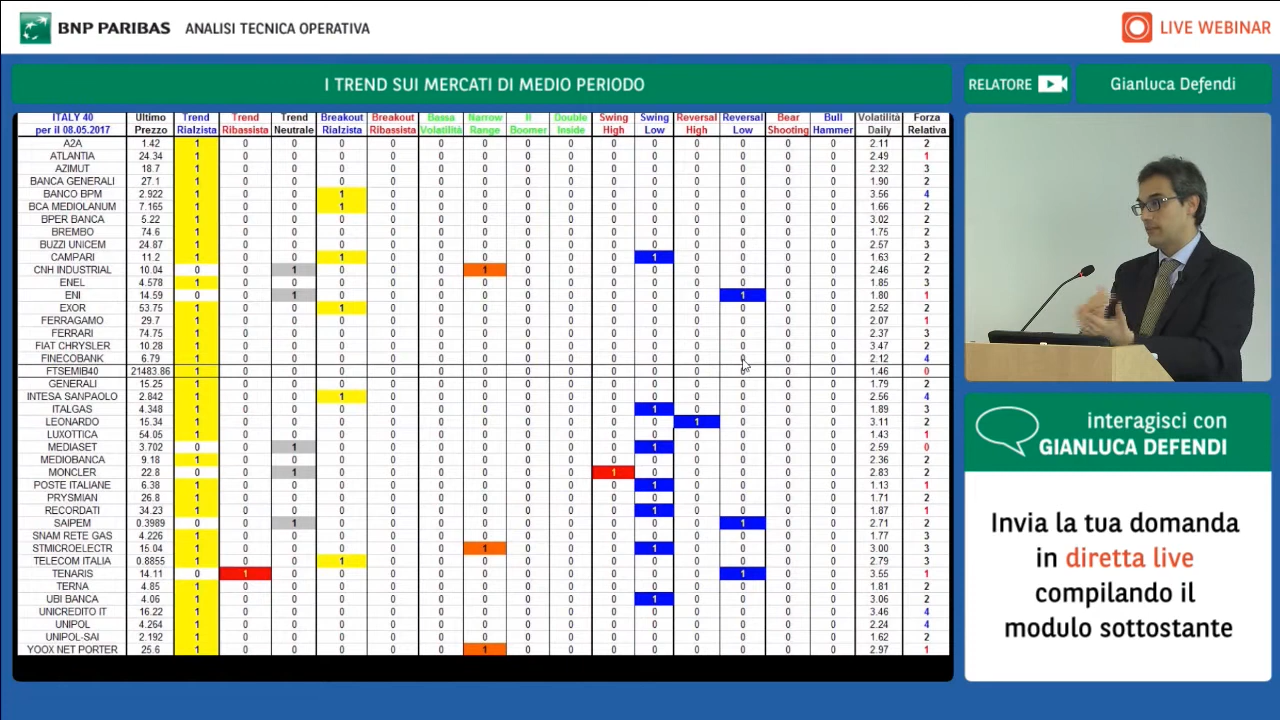 BNP PARIBAS ANALISI TECNICA OPERATIVA
LIVE WEBINAR
I TREND SUI MERCATI DI MEDIO PERIODO
RELATORE Gianluca Defendi
ITALY 40 Ultimo Trend Trend Trend Breakout Breakout Bassa Narrow Il Double Swing Swing Reversal Reversal Bear Bull Volatilità Forza
per il 08.05.2017 Prezzo Rialzista Ribassista Neutrale Rialzista Ribassista Volatilità Range Boomer Inside High Low High Low Shooting Hammer Daily Relativa
A2A 1.42 1 0 0 0 0 0 0 0 0 0 0 0 0 0 0 2.11 2
ATLANTIA 24.34 1 0 0 0 0 0 0 0 0 0 0 0 0 0 0 2.49 1
AZIMUT 18.7 1 0 0 0 0 0 0 0 0 0 0 0 0 0 0 2.32 3
BANCA GENERALI 27.1 1 0 0 0 0 0 0 0 0 0 0 0 0 0 0 1.90 2
BANCO BPM 2.922 1 0 0 1 0 0 0 0 0 0 0 0 0 0 0 3.56 4
BCA MEDIOLANUM 7.165 1 0 0 1 0 0 0 0 0 0 0 0 0 0 0 1.66 2
BPER BANCA 5.22 1 0 0 0 0 0 0 0 0 0 0 0 0 0 0 3.02 2
BREMBO 74.6 1 0 0 0 0 0 0 0 0 0 0 0 0 0 0 1.75 2
BUZZI UNICEM 24.87 1 0 0 0 0 0 0 0 0 0 0 0 0 0 0 2.57 3
CAMPARI 11.2 1 0 0 1 0 0 0 0 0 0 1 0 0 0 0 1.63 2
CNH INDUSTRIAL 10.04 0 0 1 0 0 0 1 0 0 0 0 0 0 0 0 2.46 2
ENEL 4.578 1 0 0 0 0 0 0 0 0 0 0 0 0 0 0 1.85 3
ENI 14.59 0 0 1 0 0 0 0 0 0 0 0 0 1 0 0 1.80 1
EXOR 53.75 1 0 0 1 0 0 0 0 0 0 0 0 0 0 0 2.52 2
FERRAGAMO 29.7 1 0 0 0 0 0 0 0 0 0 0 0 0 0 0 2.07 1
FERRARI 74.75 1 0 0 0 0 0 0 0 0 0 0 0 0 0 0 2.37 3
FIAT CHRYSLER 10.28 1 0 0 0 0 0 0 0 0 0 0 0 0 0 0 3.47 2
FINECOBANK 6.79 1 0 0 0 0 0 0 0 0 0 0 0 0 0 0 2.12 4
FTSEMIB40 21483.86 1 0 0 0 0 0 0 0 0 0 0 0 0 0 0 1.46 0
GENERALI 15.25 1 0 0 0 0 0 0 0 0 0 0 0 0 0 0 1.79 2
INTESA SANPAOLO 2.842 1 0 0 1 0 0 0 0 0 0 0 0 0 0 0 2.56 4
ITALGAS 4.348 1 0 0 0 0 0 0 0 0 0 1 0 0 0 0 1.89 3
LEONARDO 15.34 1 0 0 0 0 0 0 0 0 0 0 1 0 0 0 3.11 2
LUXOTTICA 54.05 1 0 0 0 0 0 0 0 0 0 0 0 0 0 0 1.43 1
MEDIASET 3.702 0 0 1 0 0 0 0 0 0 0 1 0 0 0 0 2.59 0
MEDIOBANCA 9.18 1 0 0 0 0 0 0 0 0 0 0 0 0 0 0 2.36 2
MONCLER 22.8 0 0 1 0 0 0 0 0 0 1 0 0 0 0 0 2.83 2
POSTE ITALIANE 6.38 1 0 0 0 0 0 0 0 0 0 1 0 0 0 0 1.13 1
PRYSMIAN 26.8 1 0 0 0 0 0 0 0 0 0 0 0 0 0 0 1.71 2
RECORDATI 34.23 1 0 0 0 0 0 0 0 0 0 1 0 0 0 0 1.87 1
SAIPEM 0.3989 0 0 1 0 0 0 0 0 0 0 0 0 1 0 0 2.71 2
SNAM RETE GAS 4.226 1 0 0 0 0 0 0 0 0 0 0 0 0 0 0 1.77 3
STMICROELECTR 15.04 1 0 0 0 0 0 1 0 0 0 1 0 0 0 0 3.00 3
TELECOM ITALIA 0.8855 1 0 0 1 0 0 0 0 0 0 0 0 0 0 0 2.79 3
TENARIS 14.11 0 1 0 0 0 0 0 0 0 0 0 0 1 0 0 3.55 1
TERNA 4.85 1 0 0 0 0 0 0 0 0 0 0 0 0 0 0 1.81 2
UBI BANCA 4.06 1 0 0 0 0 0 0 0 0 0 1 0 0 0 0 3.06 2
UNICREDITO IT 16.22 1 0 0 0 0 0 0 0 0 0 0 0 0 0 0 3.46 4
UNIPOL 4.264 1 0 0 0 0 0 0 0 0 0 0 0 0 0 0 2.24 4
UNIPOL-SAI 2.192 1 0 0 0 0 0 0 0 0 0 0 0 0 0 0 1.62 2
YOOX NET PORTER 25.6 1 0 0 0 0 0 1 0 0 0 0 0 0 0 0 2.97 1
interagisci con
GIANLUCA DEFENDI
Invia la tua domanda
in diretta live
compilando il
modulo sottostante